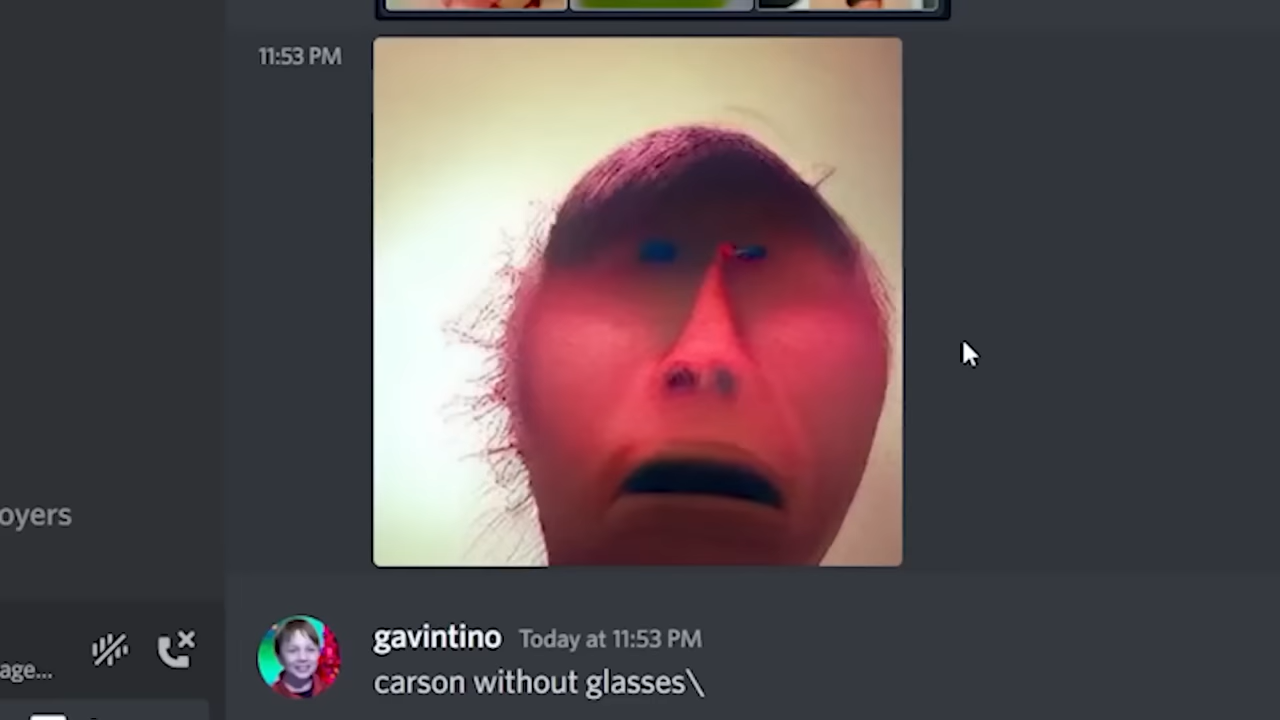 11:53 PM
oyers
age...
gavintino Today at 11:53 PM
carson without glasses\